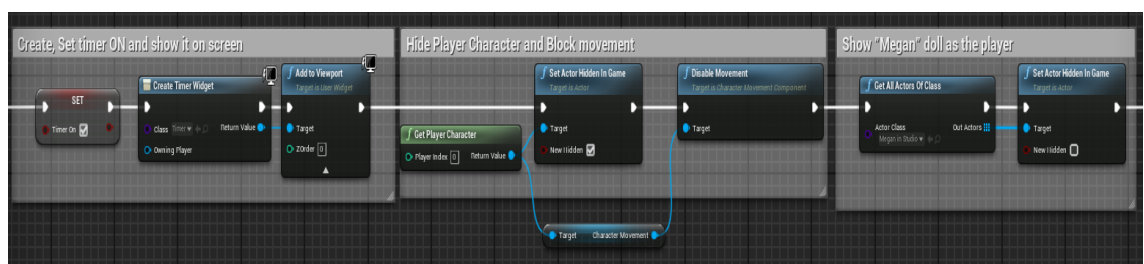 Create, Set timer ON and show it on screen
SET
Timer On
Create Timer Widget
Class Timer
Return Value
Owning Player
Add to Viewport
Target is User Widget
Target
ZOrder 0
Hide Player Character and Block movement
Get Player Character
Player Index 0
Return Value
Set Actor Hidden In Game
Target is Actor
Target
New Hidden
Disable Movement
Target is Character Movement Component
Target
Target
Character Movement
Show "Megan" doll as the player
Get All Actors Of Class
Actor Class
Out Actors
Megan in Studio
Set Actor Hidden In Game
Target is Actor
Target
New Hidden